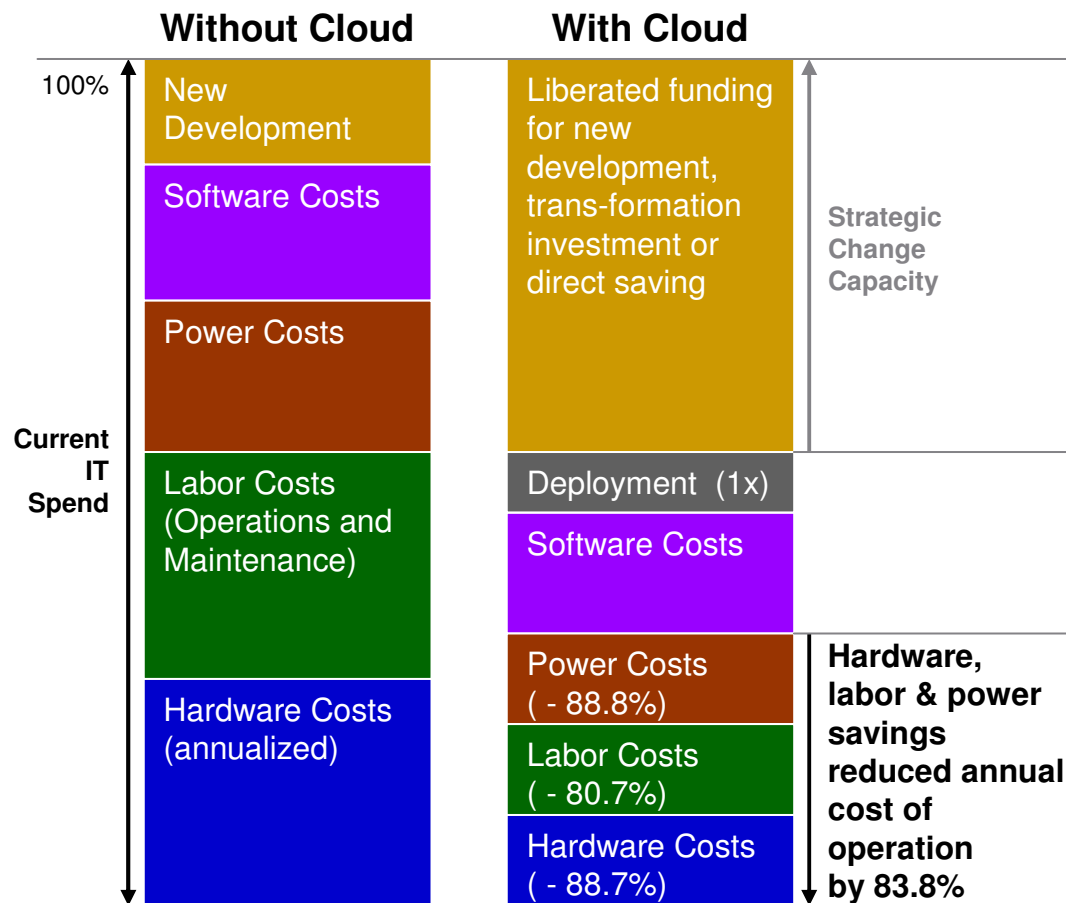 Without Cloud
With Cloud
100%
Current
IT
Spend
New
Development
Software Costs
Power Costs
Labor Costs
(Operations and
Maintenance)
Hardware Costs
(annualized)
Liberated funding
for new
development,
trans-formation
investment or
direct saving
Deployment (1x)
Software Costs
Power Costs
( - 88.8%)
Labor Costs
( - 80.7%)
Hardware Costs
( - 88.7%)
Strategic
Change
Capacity
Hardware,
labor & power
savings
reduced annual
cost of
operation
by 83.8%